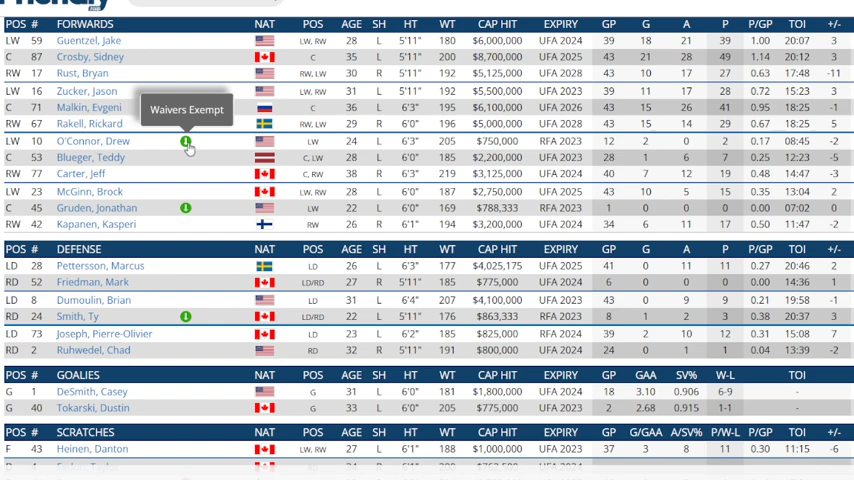 POS # FORWARDS NAT POS AGE SH HT WT CAP HIT EXPIRY GP G A P P/GP TOI +/-
LW 59 Guentzel, Jake LW, RW 28 L 5'11" 180 $6,000,000 UFA 2024 39 18 21 39 1.00 20:07 3
C 87 Crosby, Sidney C 35 L 5'11" 200 $8,700,000 UFA 2025 43 21 28 49 1.14 20:12 3
RW 17 Rust, Bryan RW, LW 30 R 5'11" 192 $5,125,000 UFA 2028 43 10 17 27 0.63 17:48 -11
LW 16 Zucker, Jason LW, RW 31 L 5'11" 192 $5,500,000 UFA 2023 39 11 17 28 0.72 15:23 3
C 71 Malkin, Evgeni C 36 L 6'3" 195 $6,100,000 UFA 2026 43 15 26 41 0.95 18:25 -1
Waivers Exempt
RW 67 Rakell, Rickard RW, LW 29 R 6'0" 196 $5,000,000 UFA 2028 43 15 14 29 0.67 18:25 5
LW 10 O'Connor, Drew LW 24 L 6'3" 205 $750,000 RFA 2023 12 2 0 2 0.17 08:45 -2
C 53 Blueger, Teddy C, LW 28 L 6'0" 185 $2,200,000 UFA 2023 28 1 6 7 0.25 12:23 -5
RW 77 Carter, Jeff C, RW 38 R 6'3" 219 $3,125,000 UFA 2024 40 7 12 19 0.48 14:47 -3
LW 23 McGinn, Brock LW, RW 28 L 6'0" 187 $2,750,000 UFA 2025 43 10 5 15 0.35 13:04 2
C 45 Gruden, Jonathan LW 22 L 6'0" 169 $788,333 RFA 2023 1 0 0 0 0.00 07:02 0
RW 42 Kapanen, Kasperi RW 26 R 6'1" 194 $3,200,000 UFA 2024 34 6 11 17 0.50 11:47 -2
POS # DEFENSE NAT POS AGE SH HT WT CAP HIT EXPIRY GP G A P P/GP TOI +/-
LD 28 Pettersson, Marcus LD 26 L 6'3" 177 $4,025,175 UFA 2025 41 0 11 11 0.27 20:46 2
RD 52 Friedman, Mark LD/RD 27 R 5'11" 185 $775,000 UFA 2024 6 0 0 0 0.00 14:36 1
LD 8 Dumoulin, Brian LD 31 L 6'4" 207 $4,100,000 UFA 2023 43 0 9 9 0.21 19:58 -1
RD 24 Smith, Ty LD/RD 22 L 5'11" 176 $863,333 RFA 2023 8 1 2 3 0.38 20:37 3
LD 73 Joseph, Pierre-Olivier LD 23 L 6'2" 185 $825,000 RFA 2024 39 2 10 12 0.31 15:08 7
RD 2 Ruhwedel, Chad RD 32 R 5'11" 191 $800,000 UFA 2024 24 0 1 1 0.04 13:39 -2
POS # GOALIES NAT POS AGE SH HT WT CAP HIT EXPIRY GP GAA SV% W-L TOI
G 1 DeSmith, Casey G 31 L 6'0" 181 $1,800,000 UFA 2024 18 3.10 0.906 6-9 -
G 40 Tokarski, Dustin G 33 L 6'0" 205 $775,000 UFA 2023 2 2.68 0.915 1-1 -
POS # SCRATCHES NAT POS AGE SH HT WT CAP HIT EXPIRY GP G/GAA A/SV% P/W-L P/GP TOI +/-
F 43 Heinen, Danton LW, RW 27 L 6'1" 188 $1,000,000 UFA 2023 37 3 8 11 0.30 11:15 -6